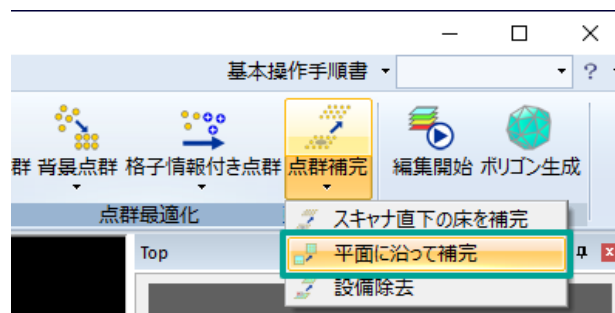 基本操作手順書
?
群 背景点群 格子情報付き点群 点群補完 編集開始 ポリゴン生成
点群最適化
スキャナ直下の床を補完
Top
平面に沿って補完
設備除去